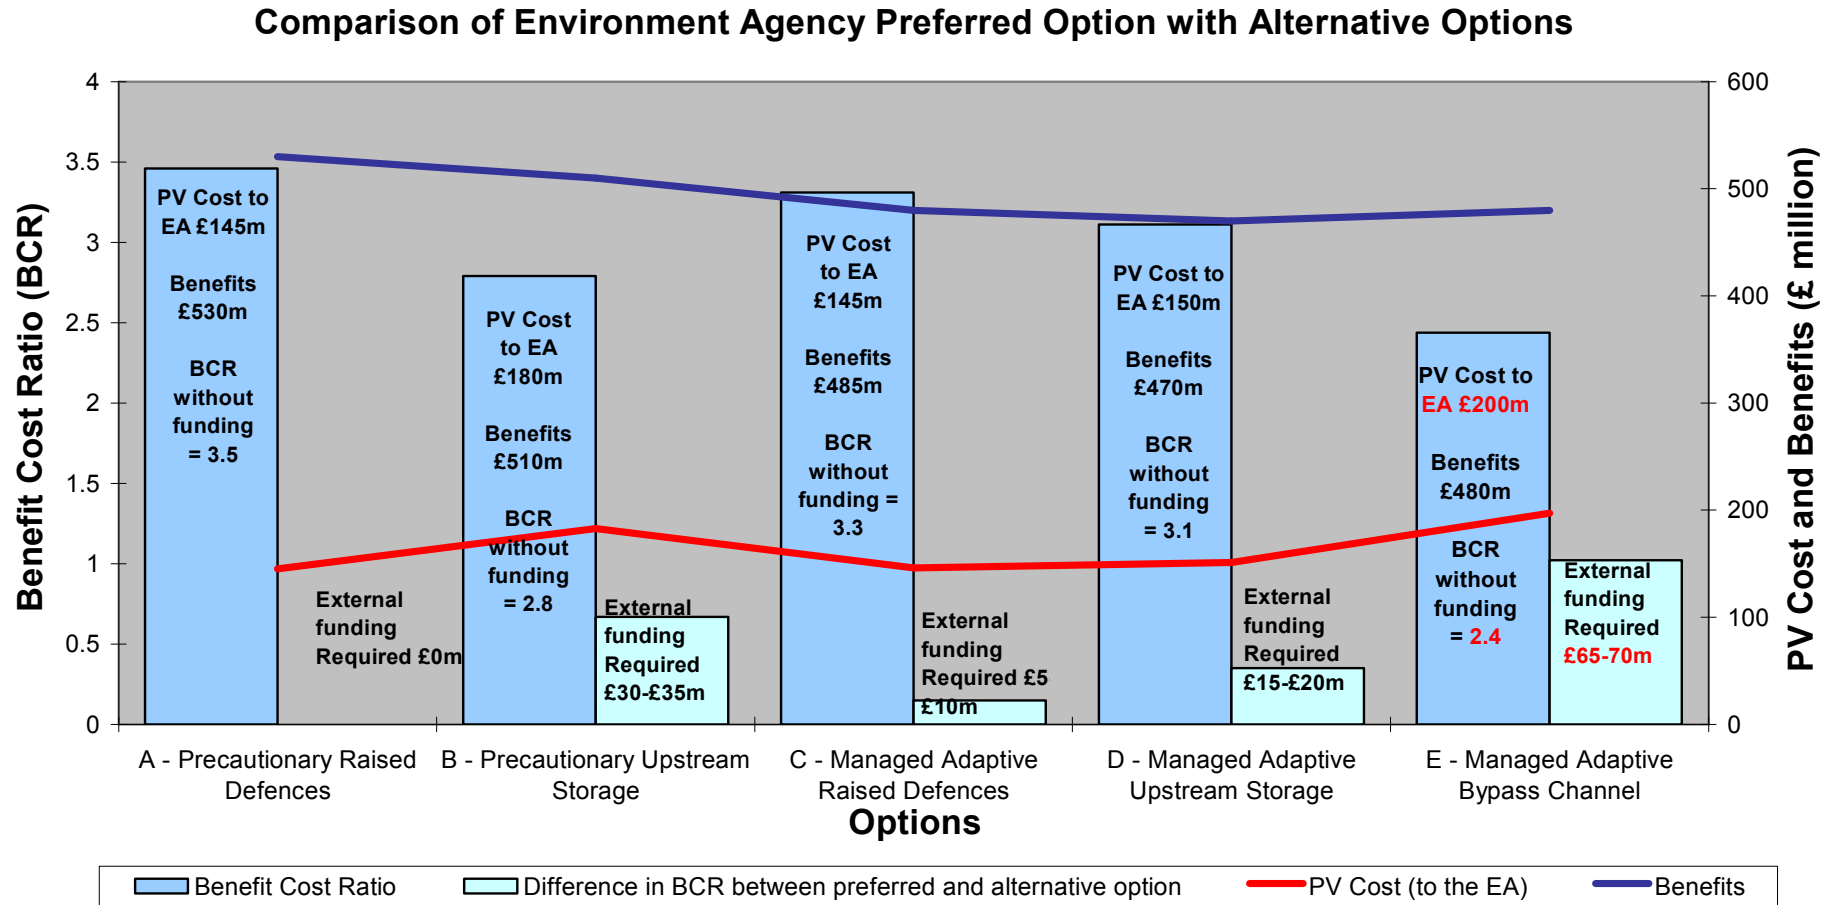 Comparison of Environment Agency Preferred Option with Alternative Options
Benefit Cost Ratio (BCR)
4
3.5
3
2.5
2
1.5
1
0.5
0
PV Cost to
EA £145m
Benefits
£530m
BCR
without
funding
= 3.5
External
funding
Required £0m
PV Cost
to EA
£180m
Benefits
£510m
BCR
without
funding
= 2.8
External
funding
Required
£30-£35m
PV Cost
to EA
£145m
Benefits
£485m
BCR
without
funding =
3.3
External
funding
Required £5
£10m
PV Cost to
EA £150m
Benefits
£470m
BCR
without
funding
= 3.1
External
funding
Required
£15-£20m
PV Cost to
EA £200m
Benefits
£480m
BCR
without
funding
= 2.4
External
funding
Required
£65-70m
600
500
400
300
200
100
0
PV Cost and Benefits (£ million)
A - Precautionary Raised
Defences
B - Precautionary Upstream
Storage
C - Managed Adaptive
Raised Defences
D - Managed Adaptive
Upstream Storage
E - Managed Adaptive
Bypass Channel
Options
Benefit Cost Ratio
Difference in BCR between preferred and alternative option
PV Cost (to the EA)
Benefits